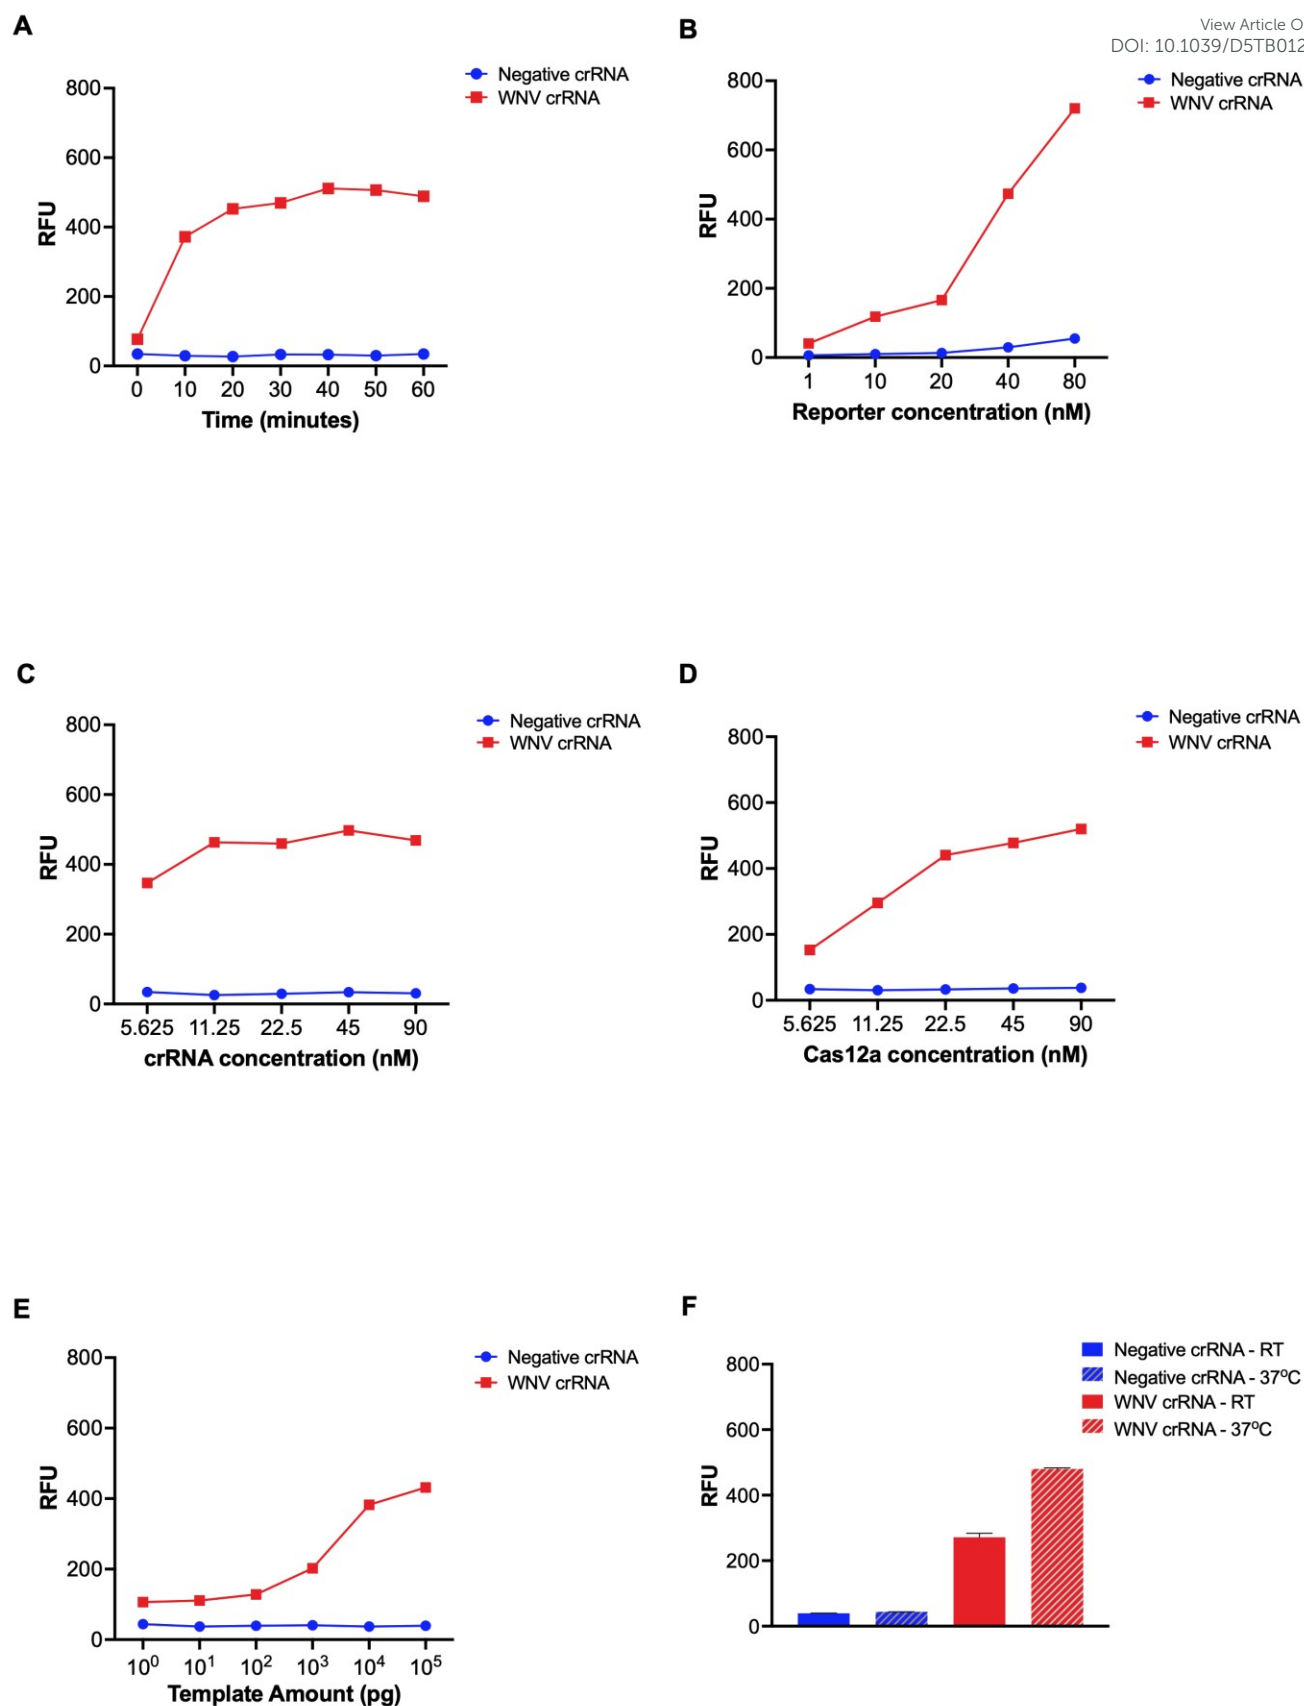 View Article O
DOI: 10.1039/D5TB012
A
Negative crRNA
WNV crRNA
800
600
400
200
0
RFU
0 10 20 30 40 50 60
Time (minutes)
B
Negative crRNA
WNV crRNA
800
600
400
200
0
RFU
1 10 20 40 80
Reporter concentration (nM)
C
Negative crRNA
WNV crRNA
800
600
400
200
0
RFU
5.625 11.25 22.5 45 90
crRNA concentration (nM)
D
Negative crRNA
WNV crRNA
800
600
400
200
0
RFU
5.625 11.25 22.5 45 90
Cas12a concentration (nM)
E
Negative crRNA
WNV crRNA
800
600
400
200
0
RFU
10⁰ 10¹ 10² 10³ 10⁴ 10⁵
Template Amount (pg)
F
Negative crRNA - RT
Negative crRNA - 37ºC
WNV crRNA - RT
WNV crRNA - 37ºC
800
600
400
200
0
RFU